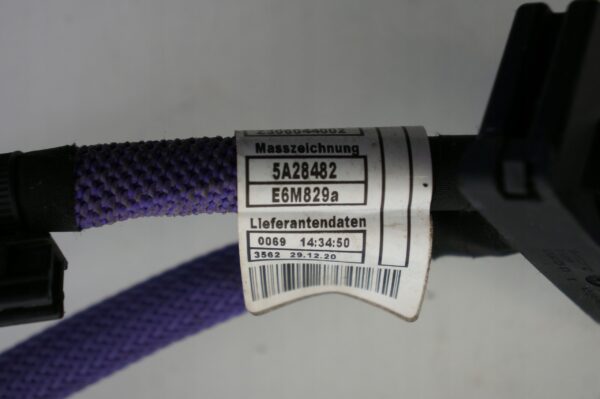 Masszeichnung
5A28482
E6M829a
Lieferantendaten
0069 14:34:50
3562 29.12.20